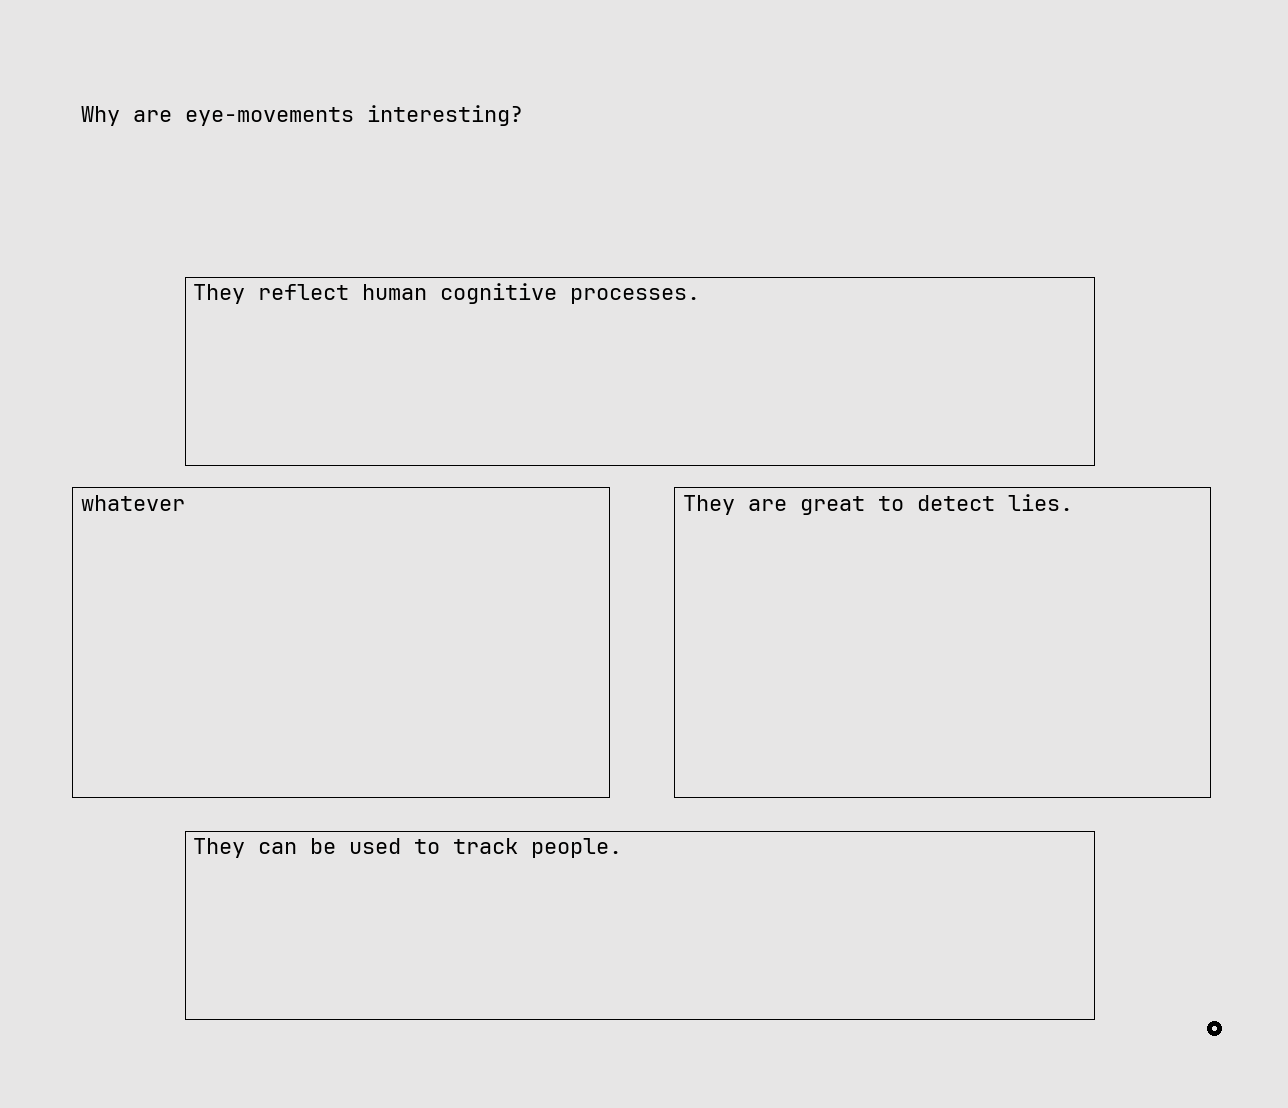 Why are eye-movements interesting?
They reflect human cognitive processes.
whatever
They are great to detect lies.
They can be used to track people.